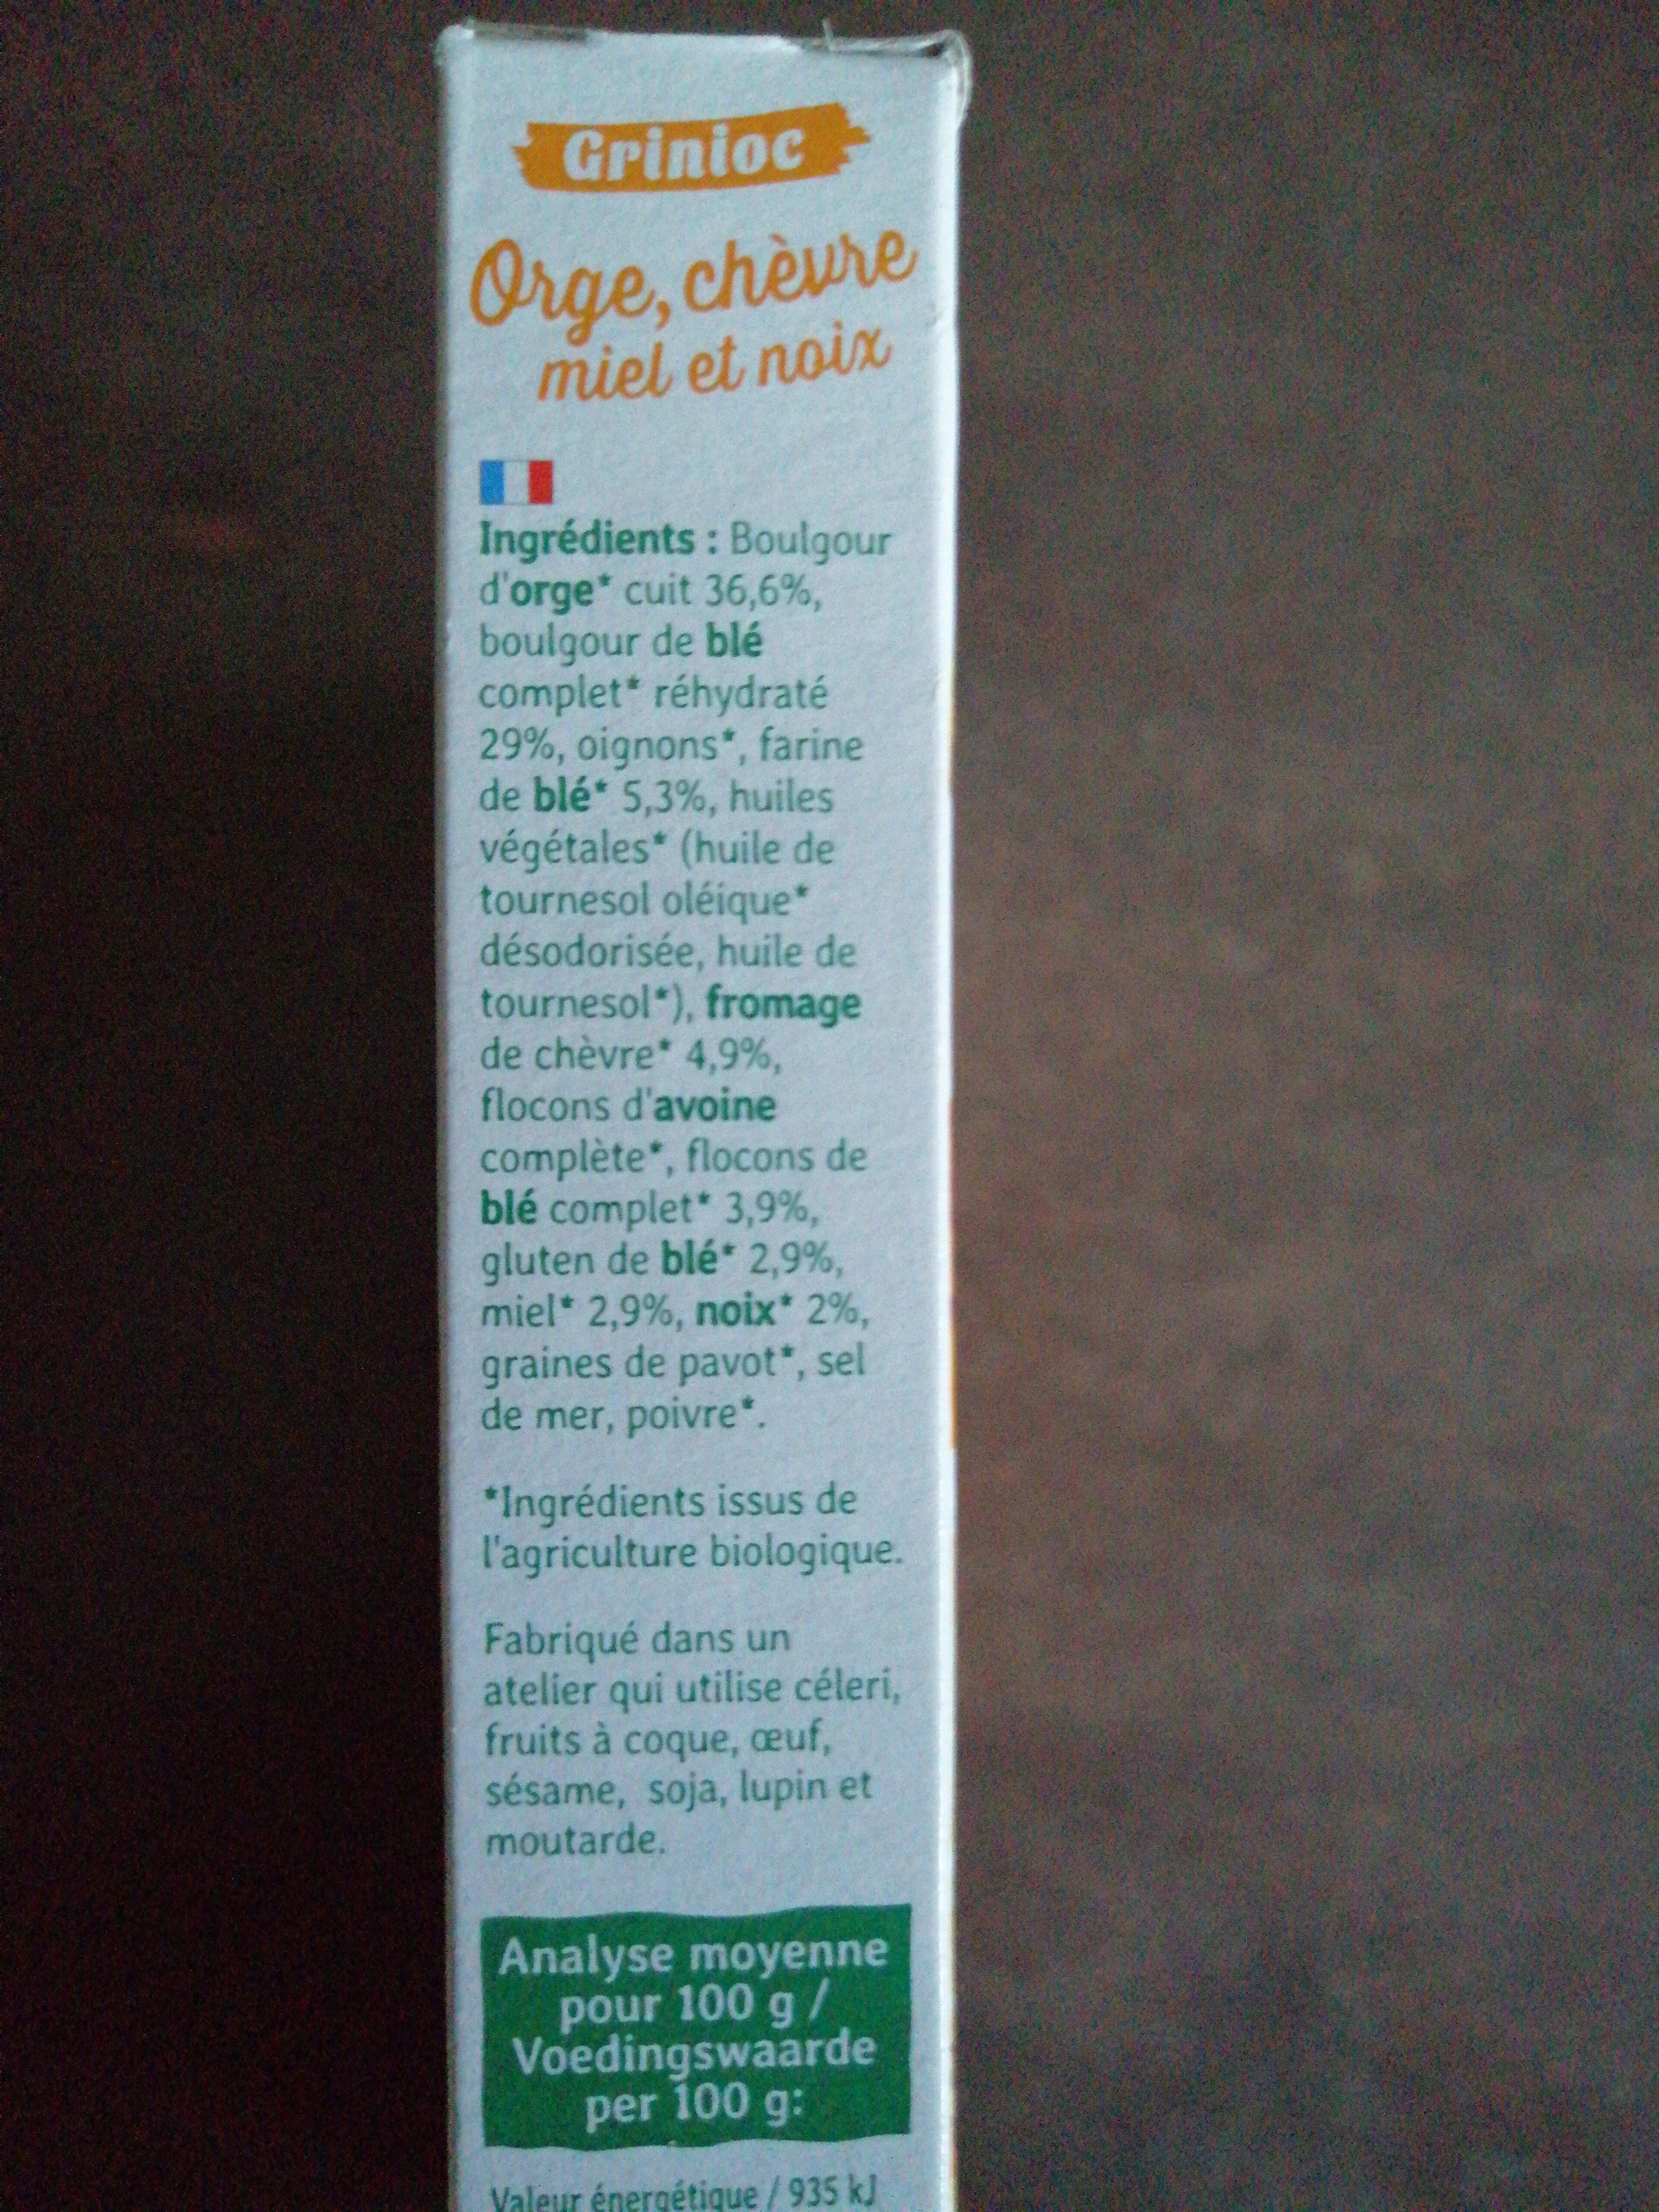 Grinioc
Orge, chèvre
miel et noix
Ingrédients : Boulgour
d'orge* cuit 36,6%,
boulgour de blé
complet* réhydraté
29%, oignons*, farine
de blé* 5,3%, huiles
végétales* (huile de
tournesol oléique*
désodorisée, huile de
tournesol*), fromage
de chèvre* 4,9%,
flocons d'avoine
complète*, flocons de
blé complet* 3,9%,
gluten de blé* 2,9%,
miel* 2,9%, noix* 2%,
graines de pavot*, sel
de mer, poivre*.
*Ingrédients issus de
l'agriculture biologique.
Fabriqué dans un
atelier qui utilise céleri,
fruits à coque, œuf,
sésame, soja, lupin et
moutarde.
Analyse moyenne
pour 100 g /
Voedingswaarde
per 100 g:
Valeur énergétique / 935 kJ